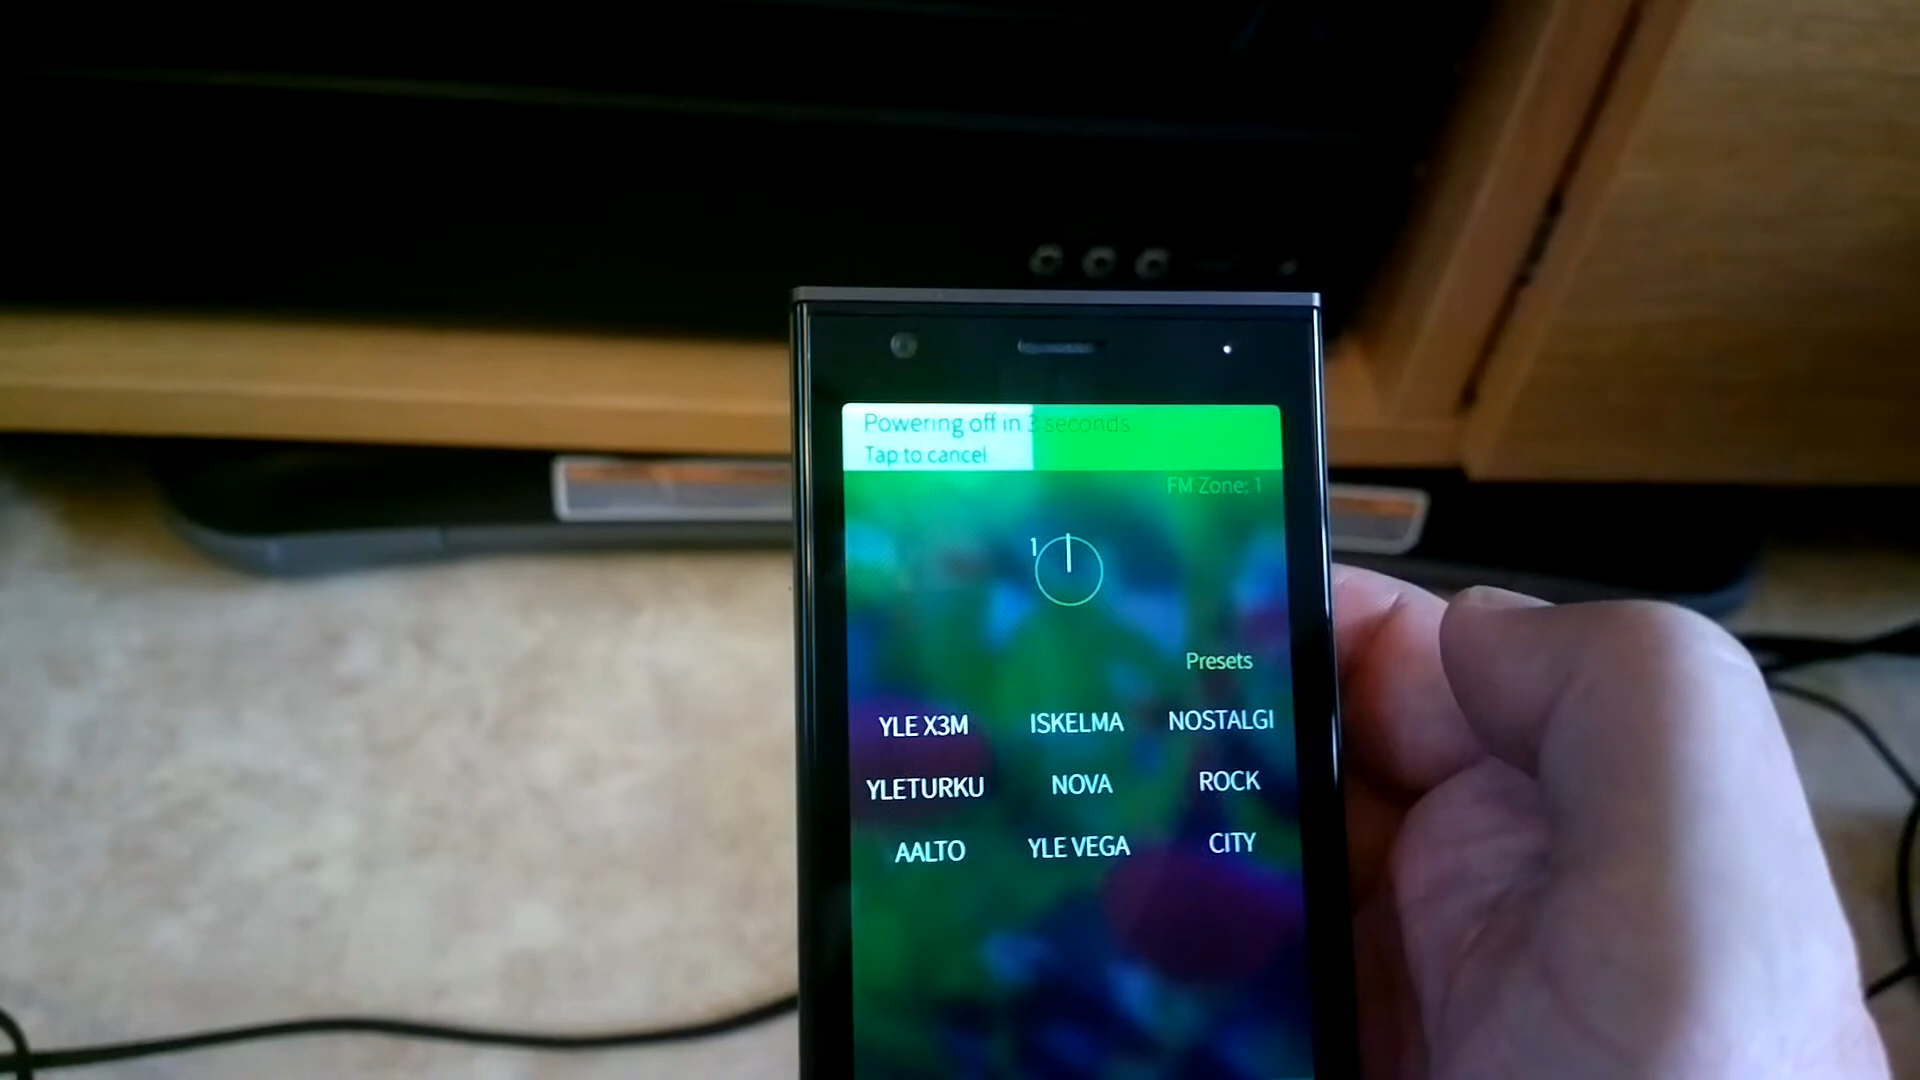 Powering off in 3 seconds
Tap to cancel
FM Zone: 1
1
Presets
YLE X3M ISKELMA NOSTALGI
YLETURKU NOVA ROCK
AALTO YLE VEGA CITY